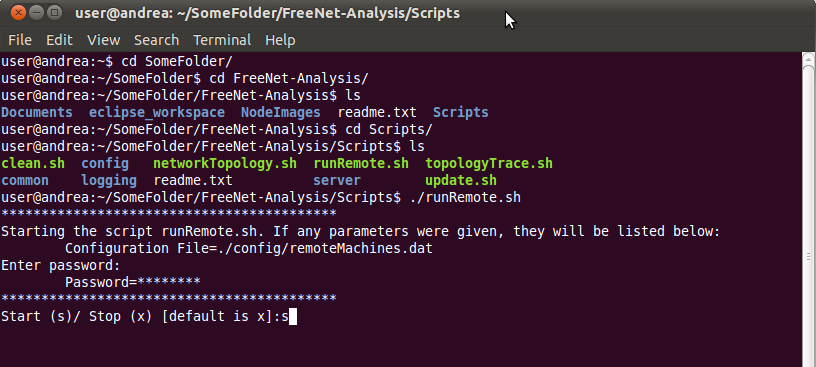 user@andrea: ~/SomeFolder/FreeNet-Analysis/Scripts
File Edit View Search Terminal Help
user@andrea:~$ cd SomeFolder/
user@andrea:~/SomeFolder$ cd FreeNet-Analysis/
user@andrea:~/SomeFolder/FreeNet-Analysis$ ls
Documents  eclipse_workspace  NodeImages  readme.txt  Scripts
user@andrea:~/SomeFolder/FreeNet-Analysis$ cd Scripts/
user@andrea:~/SomeFolder/FreeNet-Analysis/Scripts$ ls
clean.sh  config   networkTopology.sh  runRemote.sh  topologyTrace.sh
common    logging  readme.txt          server        update.sh
user@andrea:~/SomeFolder/FreeNet-Analysis/Scripts$ ./runRemote.sh
******************************************
Starting the script runRemote.sh. If any parameters were given, they will be listed below:
        Configuration File=./config/remoteMachines.dat
Enter password:
        Password=********
******************************************
Start (s)/ Stop (x) [default is x]:s